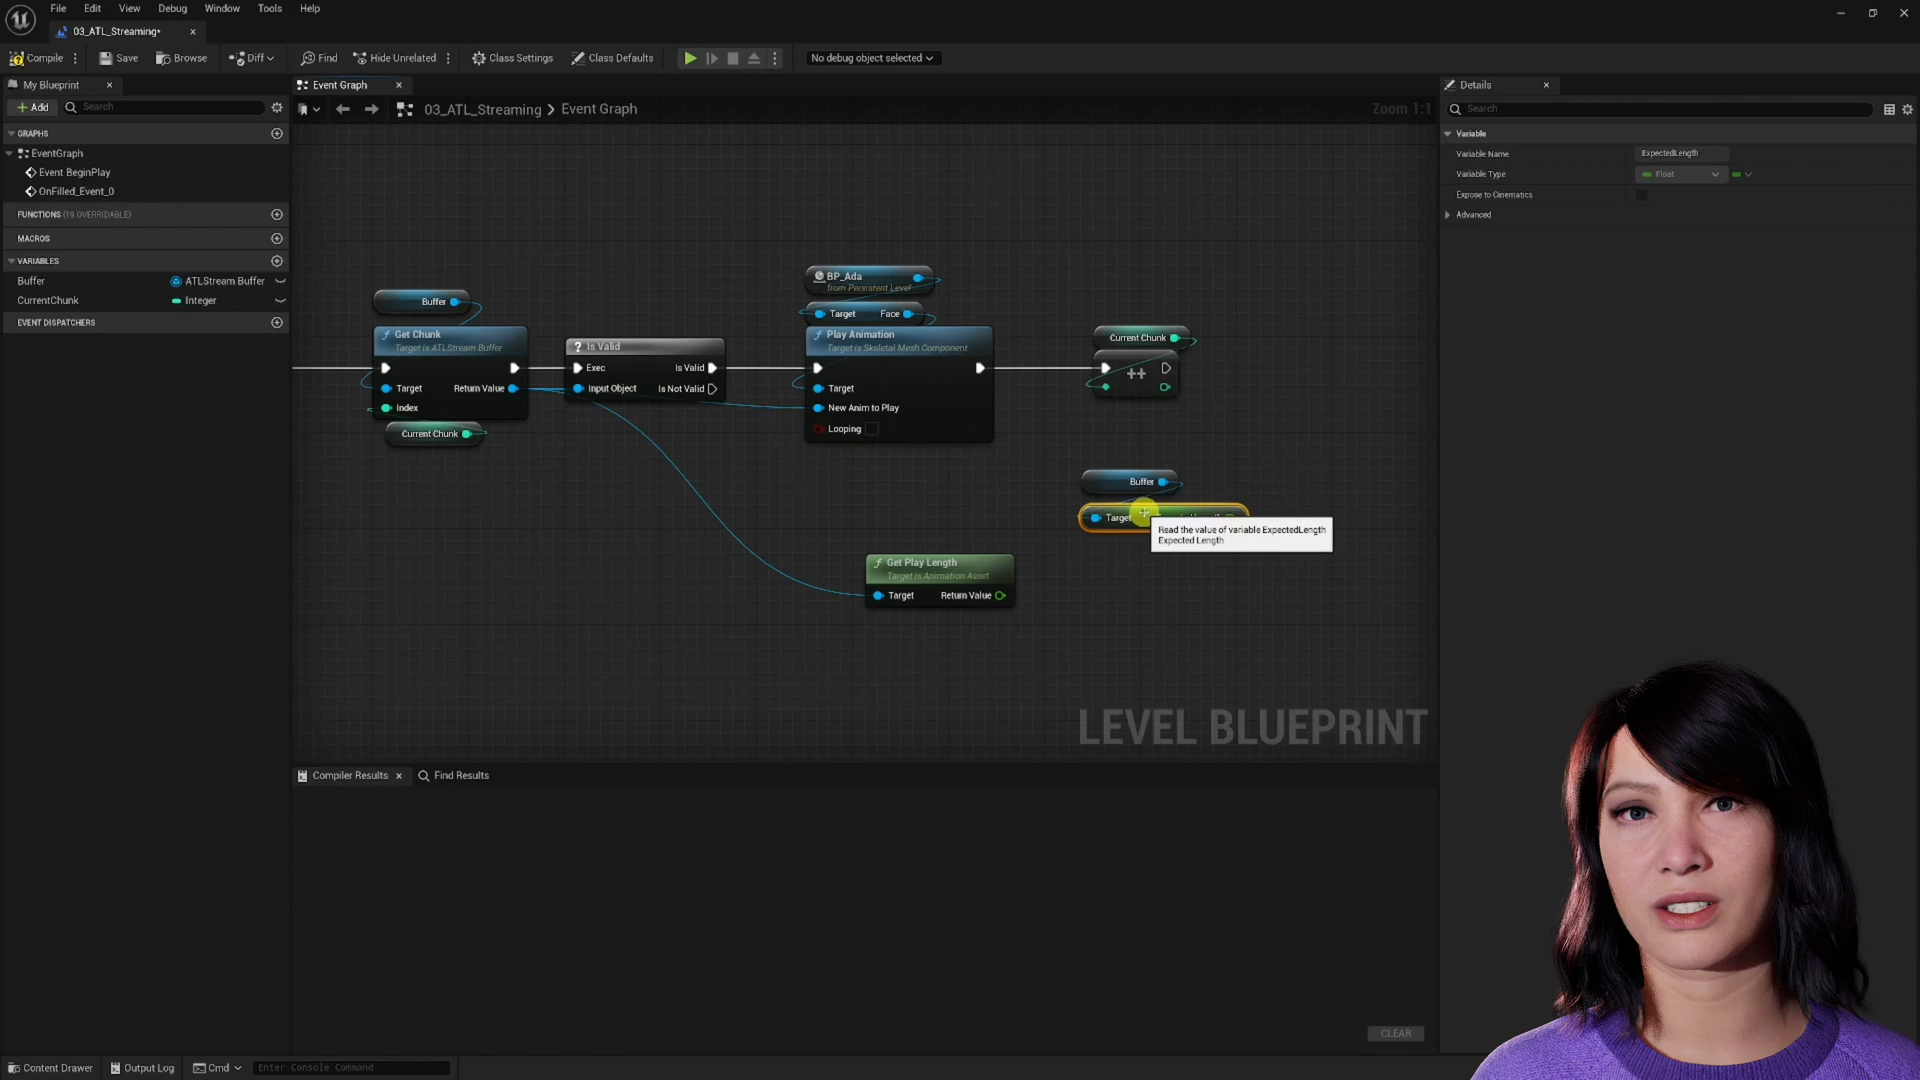 File Edit View Window Debug Tools Help
03_ATL_Streaming*
Compile Save Browse Diff Find Hide Unrelated Class Settings Class Defaults No debug object selected
My Blueprint
Event Graph
Details
Add Search
03_ATL_Streaming > Event Graph
Zoom 1:1
Search
GRAPHS
EventGraph
Event BeginPlay
OnFilled_Event_0
FUNCTIONS (19 OVERRIDABLE)
MACROS
VARIABLES
Buffer ATLStream Buffer
CurrentChunk Integer
EVENT DISPATCHERS
Variable
Variable Name ExpectedLength
Variable Type Float
Expose to Cinematics
Advanced
Buffer
Get Chunk
Target is ATLStream Buffer
Target Return Value
Index
Current Chunk
Is Valid
Exec Is Valid
Input Object Is Not Valid
BP_Ada
from Persistent Level
Target Face
Play Animation
Target is Skeletal Mesh Component
Target
New Anim to Play
Looping
Current Chunk
++
Buffer
Target
Read the value of variable ExpectedLength
Expected Length
Get Play Length
Target is Animation Asset
Target Return Value
LEVEL BLUEPRINT
Compiler Results Find Results
CLEAR
Content Drawer Output Log Cmd Enter Console Command